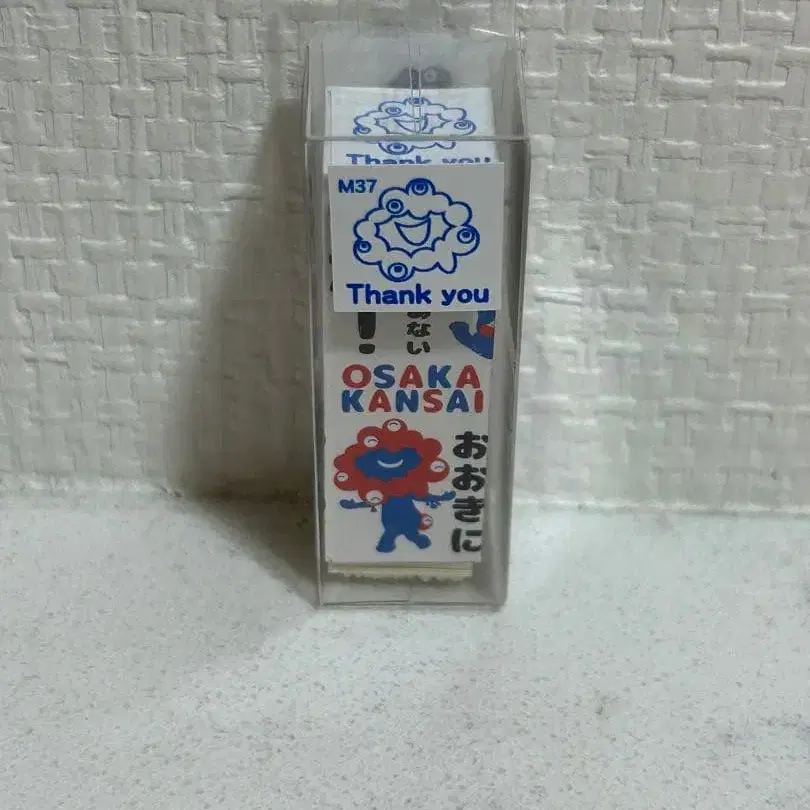 Thank you
M37
Thank you
！
ない
OSAKA
KANSAI
おおきに